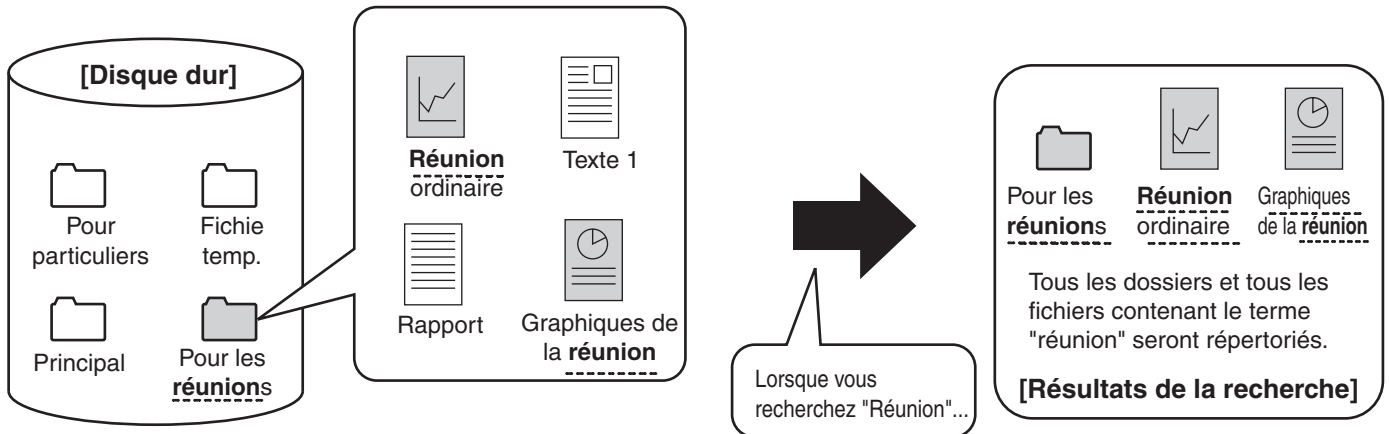 [Disque dur]
Pour
particuliers
Fichie
temp.
Principal
Pour les
réunions
Réunion
ordinaire
Texte 1
Rapport
Graphiques de
la réunion
Lorsque vous
recherchez "Réunion"...
Pour les
réunions
Réunion
ordinaire
Graphiques
de la réunion
Tous les dossiers et tous les
fichiers contenant le terme
"réunion" seront répertoriés.
[Résultats de la recherche]